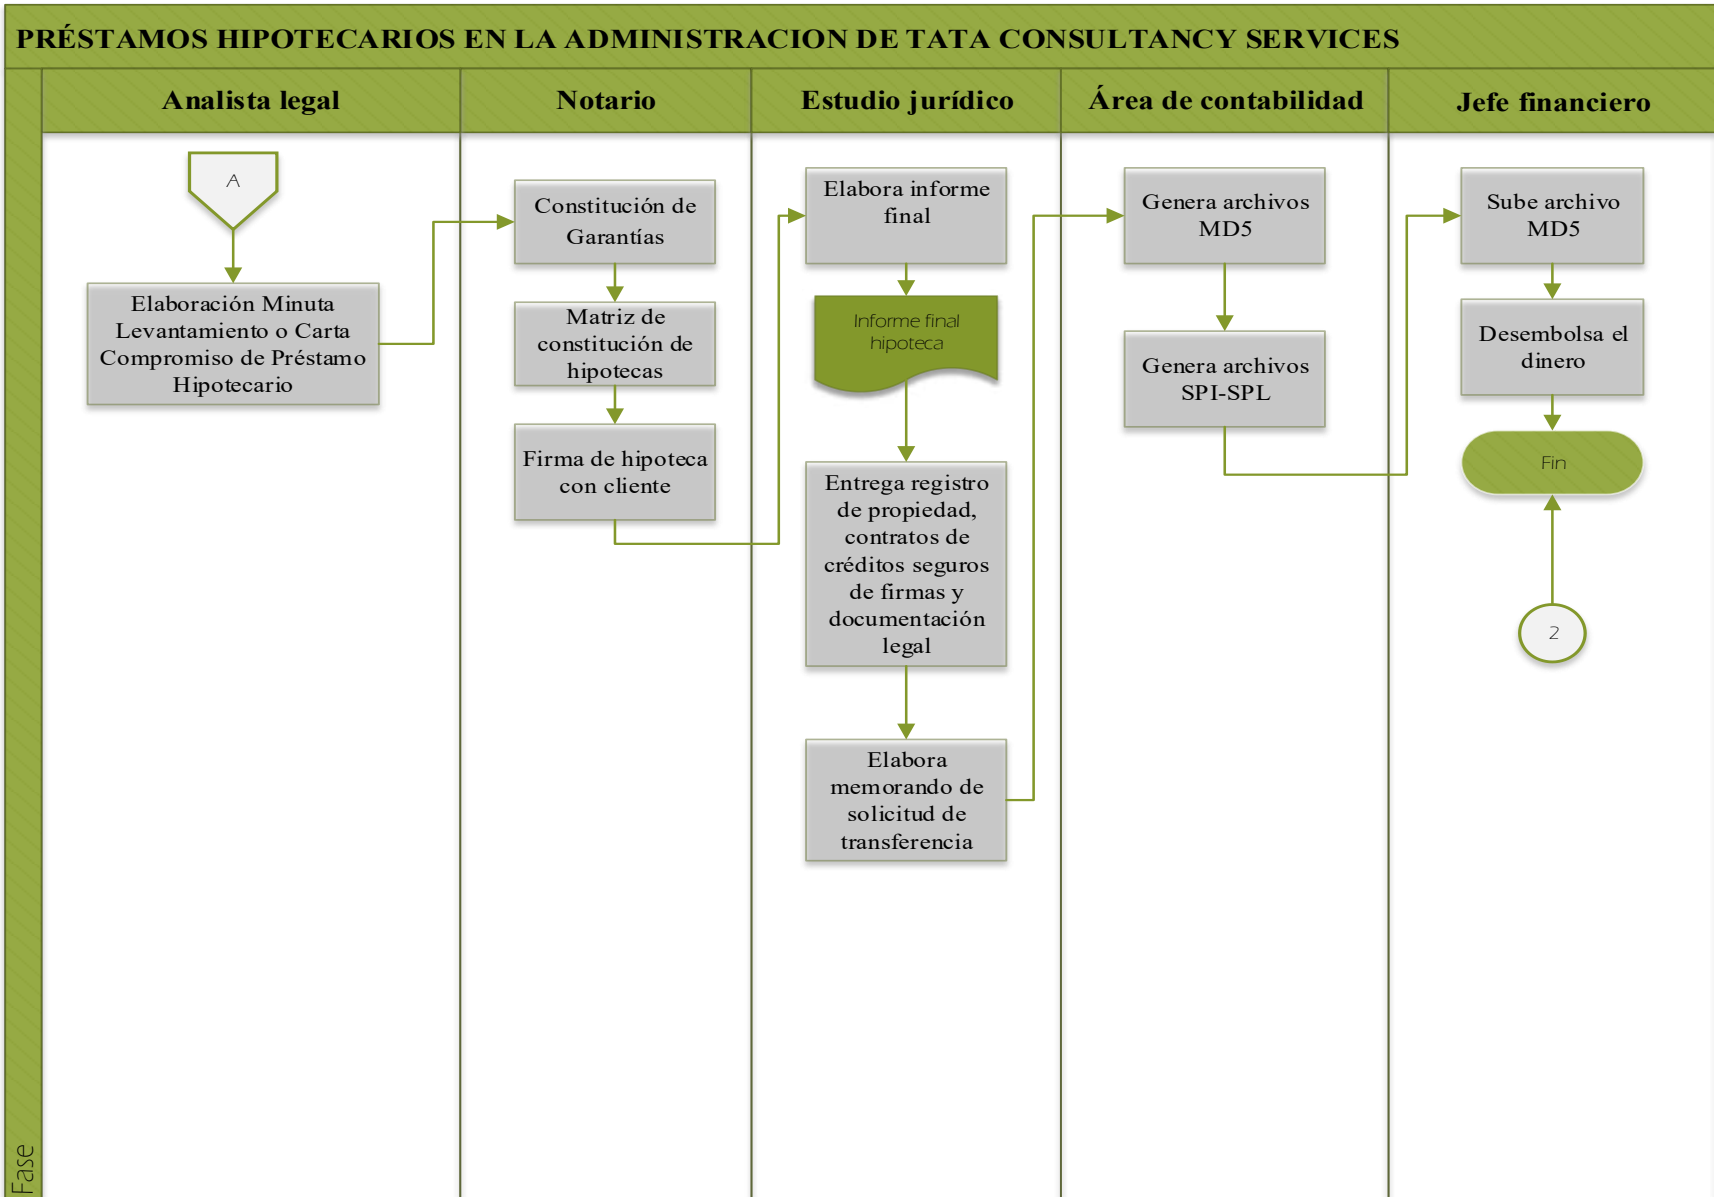 PRÉSTAMOS HIPOTECARIOS EN LA ADMINISTRACION DE TATA CONSULTANCY SERVICES
Analista legal
Notario
Estudio jurídico
Área de contabilidad
Jefe financiero
A
Elaboración Minuta
Levantamiento o Carta
Compromiso de Préstamo
Hipotecario
Constitución de
Garantías
Matriz de
constitución de
hipotecas
Firma de hipoteca
con cliente
Elabora informe
final
Informe final
hipoteca
Entrega registro
de propiedad,
contratos de
créditos seguros
de firmas y
documentación
legal
Elabora
memorando de
solicitud de
transferencia
Genera archivos
MD5
Genera archivos
SPI-SPL
Sube archivo
MD5
Desembolsa el
dinero
Fin
2
Fase